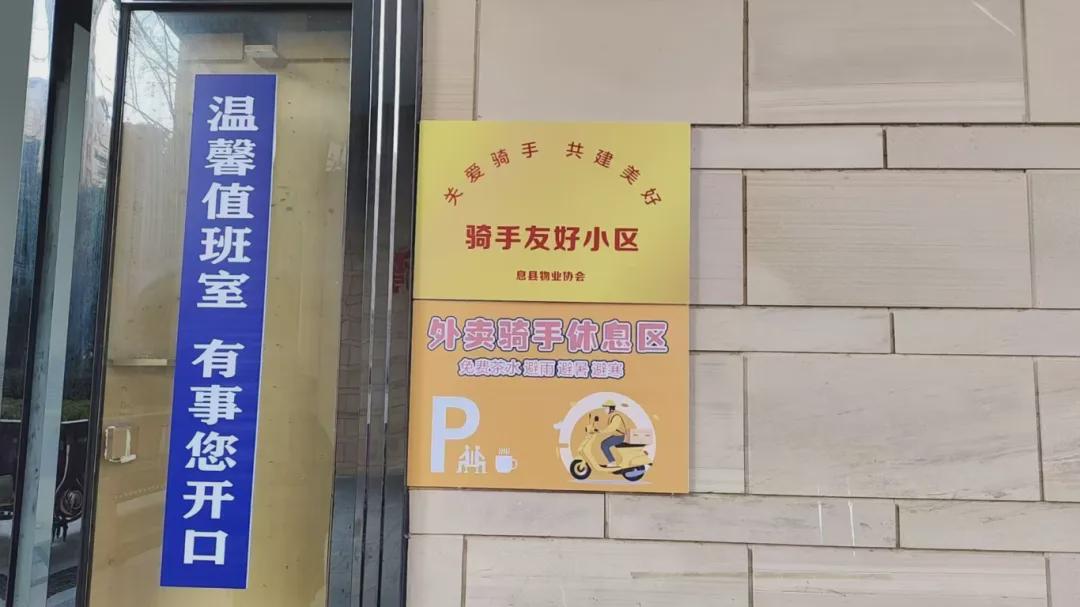 温馨值班室 有事您开口
关爱骑手 共建美好
骑手友好小区
息县物业协会
外卖骑手休息区
免费茶水 避雨 避暑 避寒
P